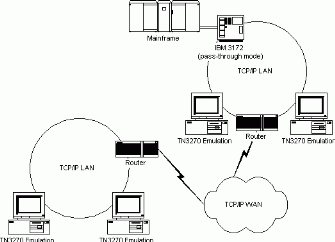 Mainframe
IBM 3172
(pass-through mode)
TCP/IP LAN
TN3270 Emulation
Router
TN3270 Emulation
TCP/IP LAN
Router
TCP/IP WAN
TN3270 Emulation
TN3270 Emulation